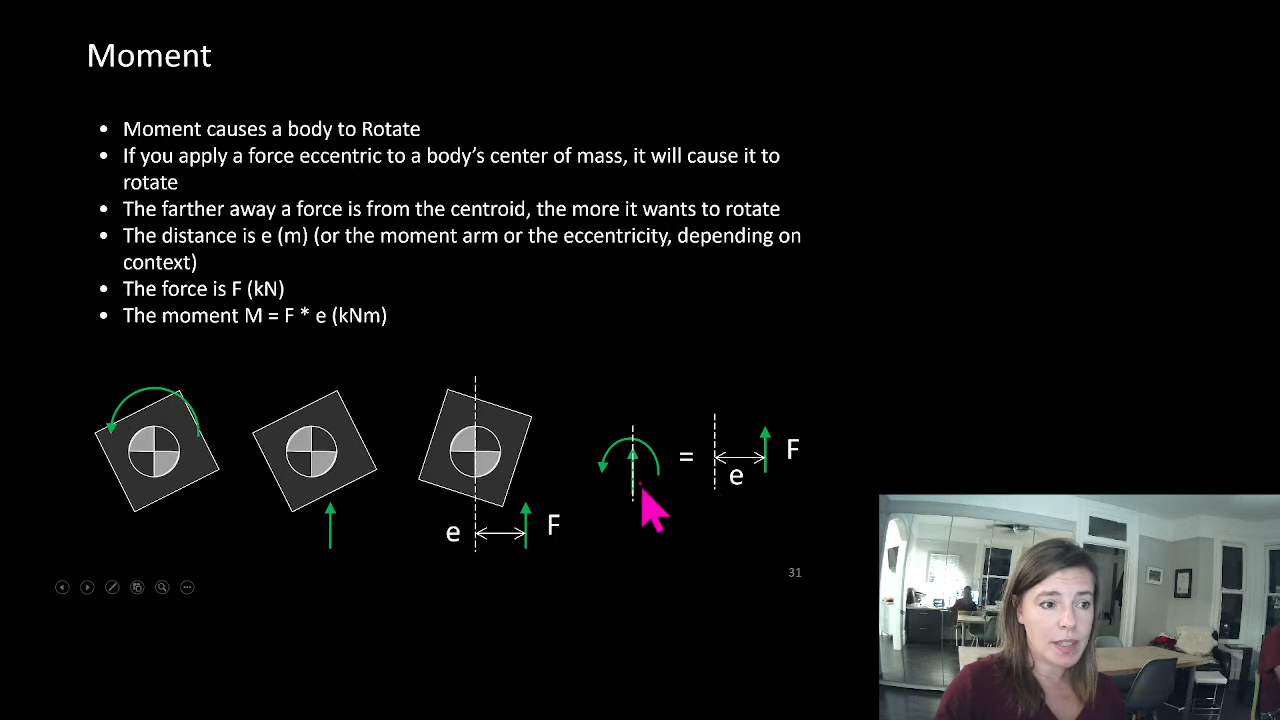 Moment
• Moment causes a body to Rotate
• If you apply a force eccentric to a body's center of mass, it will cause it to
rotate
• The farther away a force is from the centroid, the more it wants to rotate
• The distance is e (m) (or the moment arm or the eccentricity, depending on
context)
• The force is F (kN)
• The moment M = F * e (kNm)
e F
= e F
31